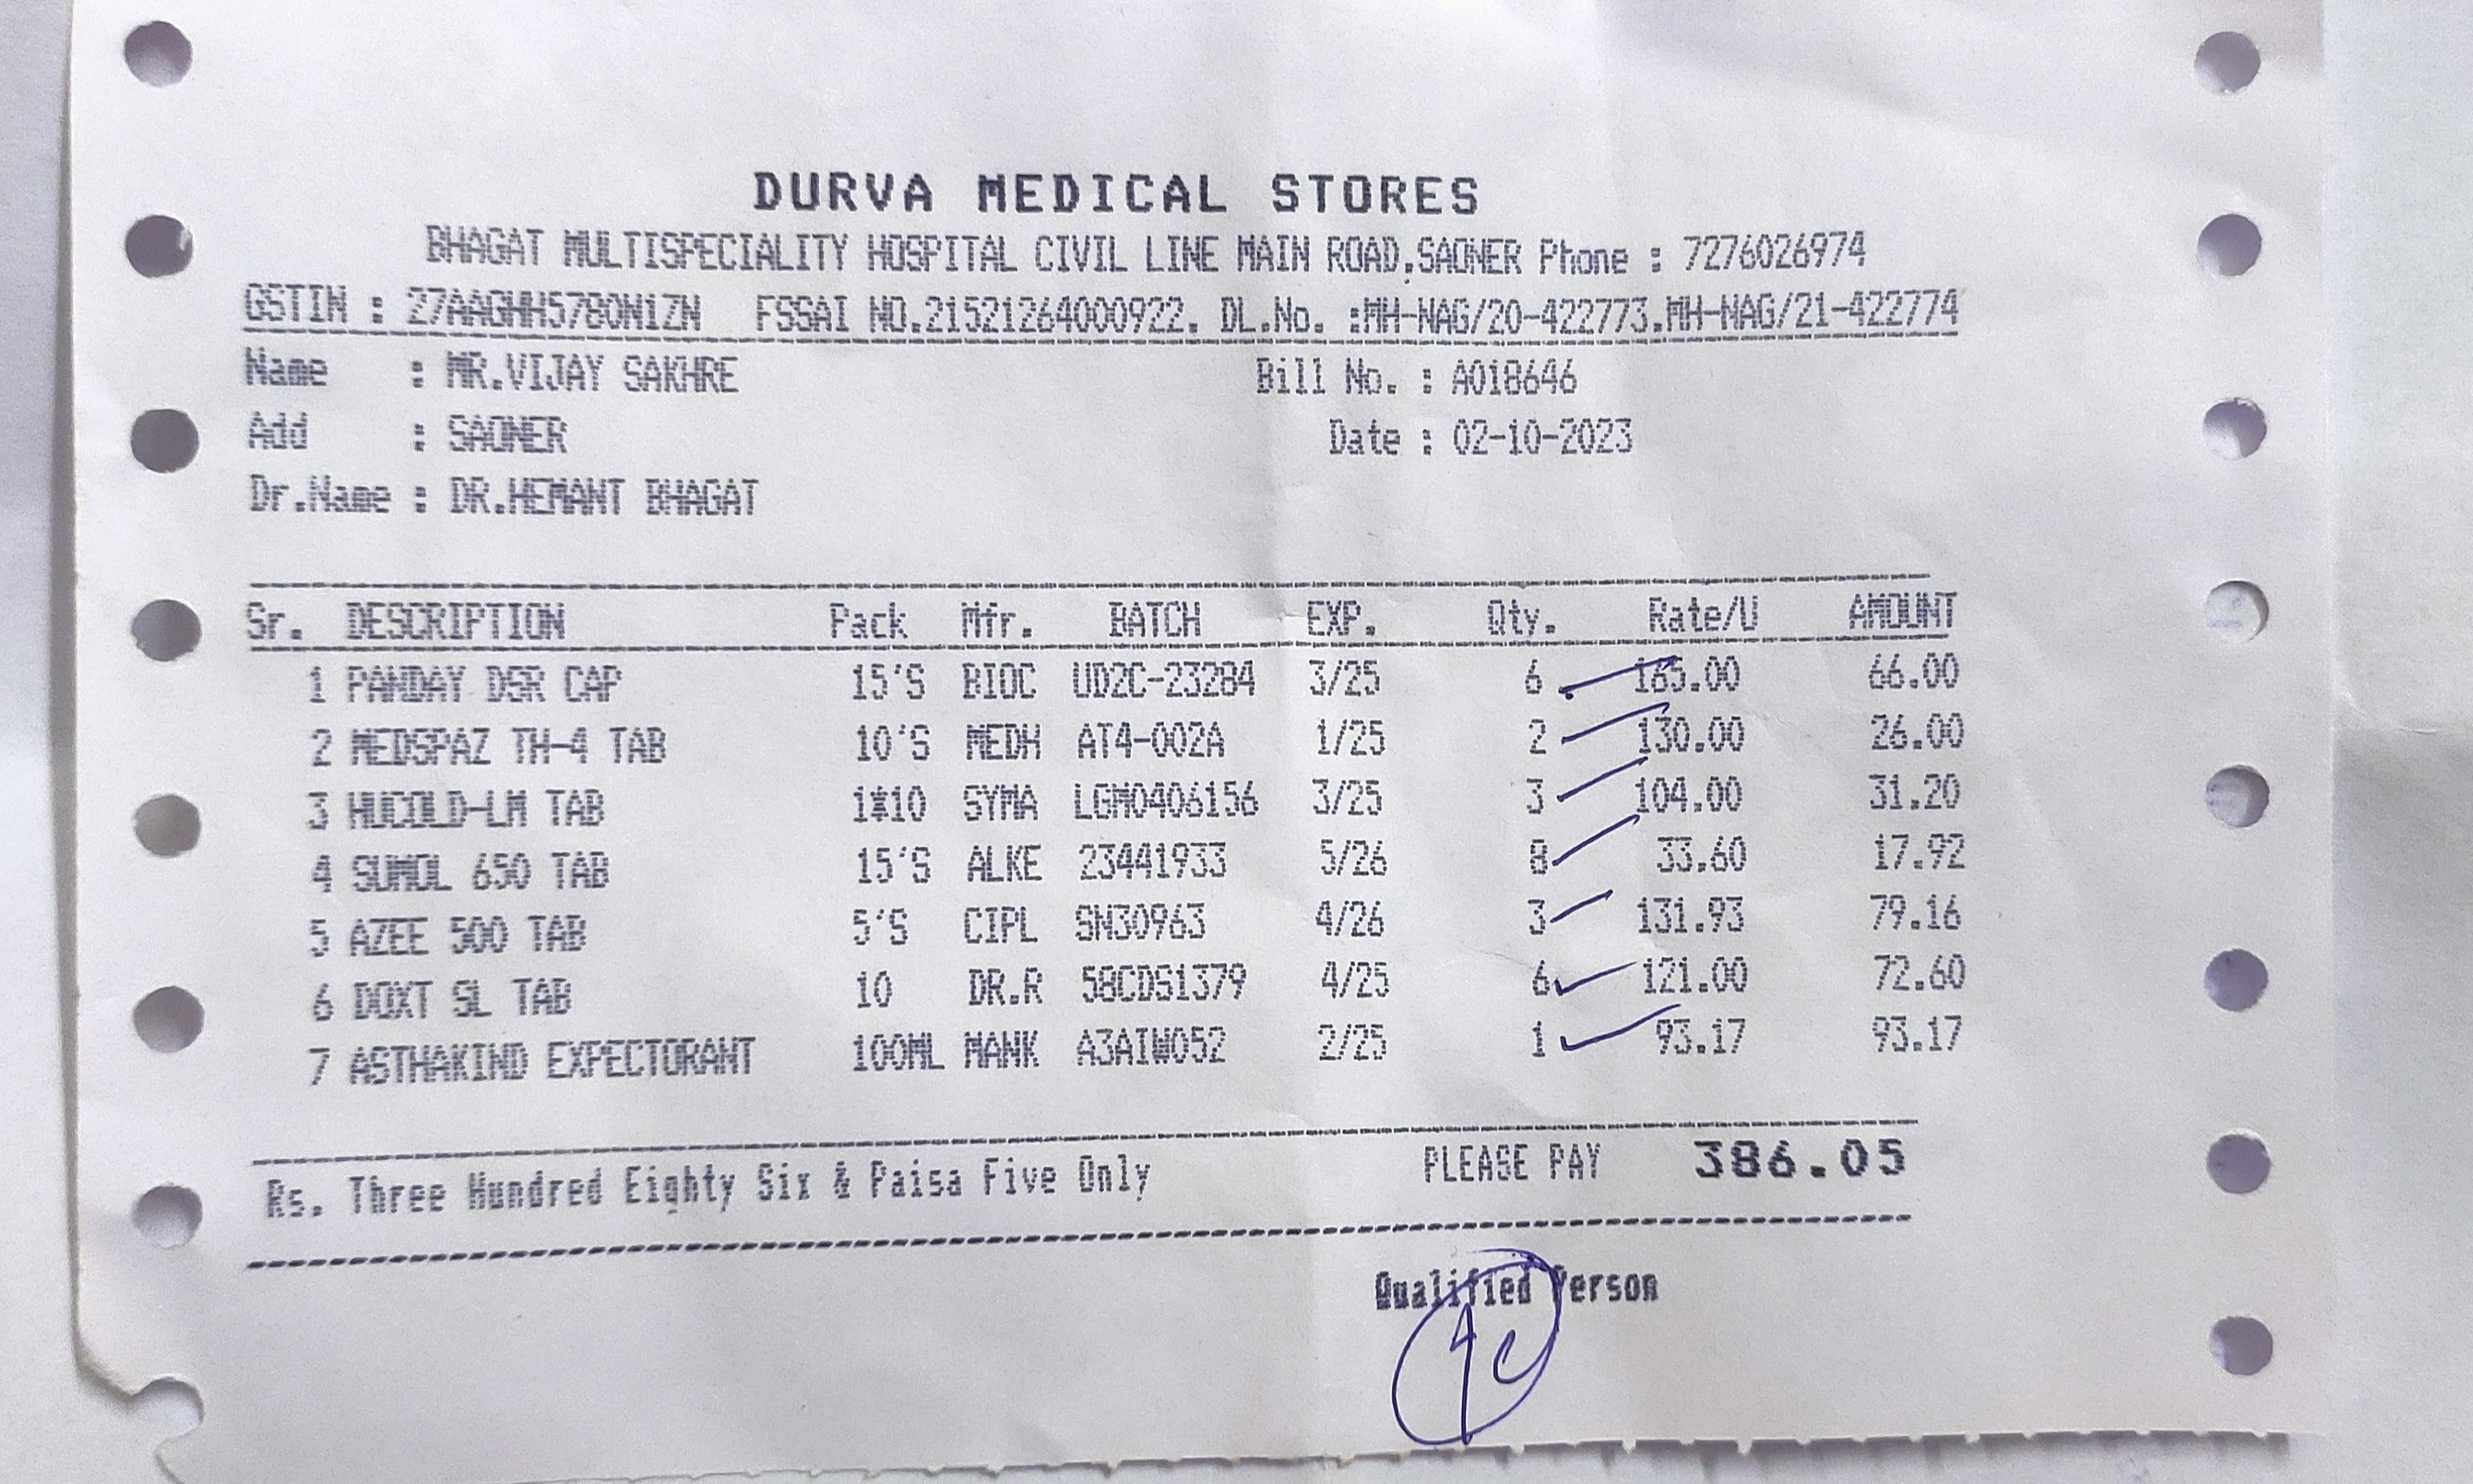 DURVA MEDICAL STORES
BHAGAT MULTISPECIALITY HOSPITAL CIVIL LINE MAIN ROAD,SAONER Phone : 7276026974
GSTIN : 27AAGHH5780N1ZN FSSAI NO.21521264000922. DL.No. :MH-NAG/20-422773.MH-NAG/21-422774
Name : MR.VIJAY SAKHRE Bill No. : A018646
Add : SAONER Date : 02-10-2023
Dr.Name : DR.HEMANT BHAGAT
Sr. DESCRIPTION Pack Mfr. BATCH EXP. Qty. Rate/U AMOUNT
1 PANDAY DSR CAP 15'S BIOC UD2C-23284 3/25 6 165.00 66.00
2 MEDSPAZ TH-4 TAB 10'S MEDH AT4-002A 1/25 2 130.00 26.00
3 HUCOLD-LM TAB 1*10 SYMA LGM0406156 3/25 3 104.00 31.20
4 SUMOL 650 TAB 15'S ALKE 23441933 5/26 8 33.60 17.92
5 AZEE 500 TAB 5'S CIPL SN30963 4/26 3 131.93 79.16
6 DOXT SL TAB 10 DR.R 58CDS1379 4/25 6 121.00 72.60
7 ASTHAKIND EXPECTORANT 100ML MANK A3AIW052 2/25 1 93.17 93.17
Rs. Three Hundred Eighty Six & Paisa Five Only PLEASE PAY 386.05
Qualified Person